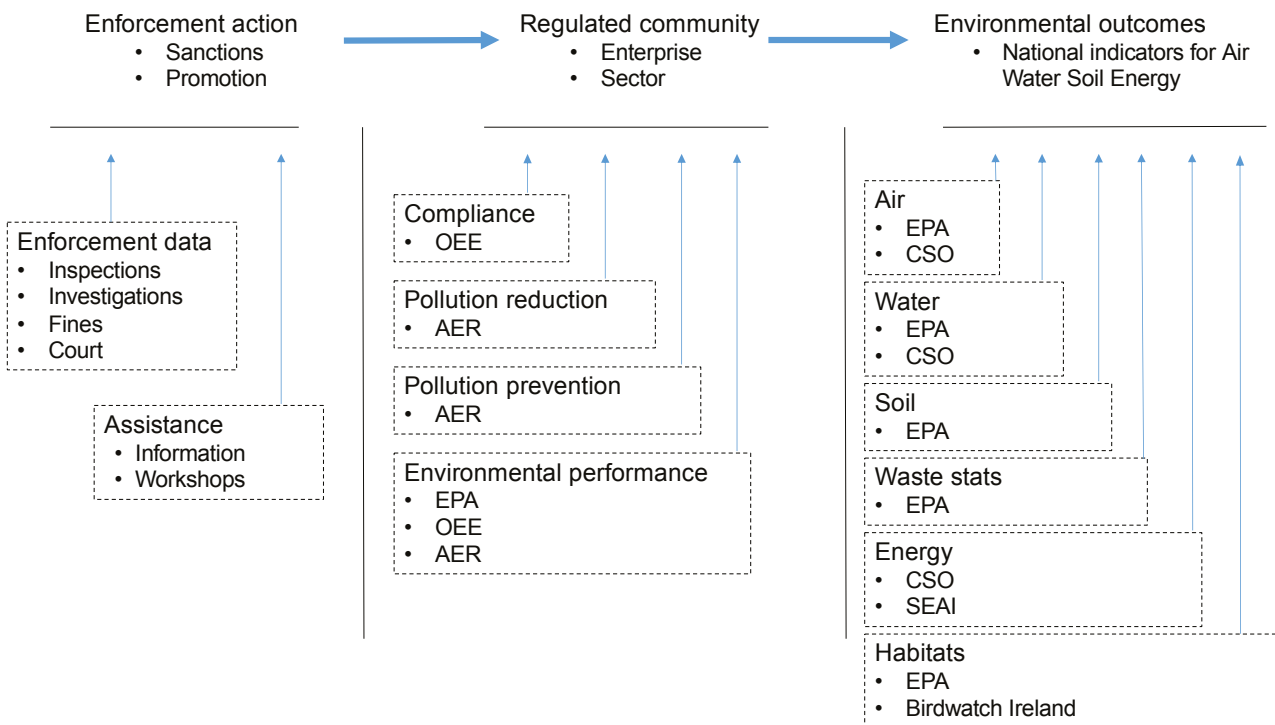 Enforcement action
• Sanctions
• Promotion
Regulated community
• Enterprise
• Sector
Environmental outcomes
• National indicators for Air
Water Soil Energy
Enforcement data
• Inspections
• Investigations
• Fines
• Court
Assistance
• Information
• Workshops
Compliance
• OEE
Pollution reduction
• AER
Pollution prevention
• AER
Environmental performance
• EPA
• OEE
• AER
Air
• EPA
• CSO
Water
• EPA
• CSO
Soil
• EPA
Waste stats
• EPA
Energy
• CSO
• SEAI
Habitats
• EPA
• Birdwatch Ireland